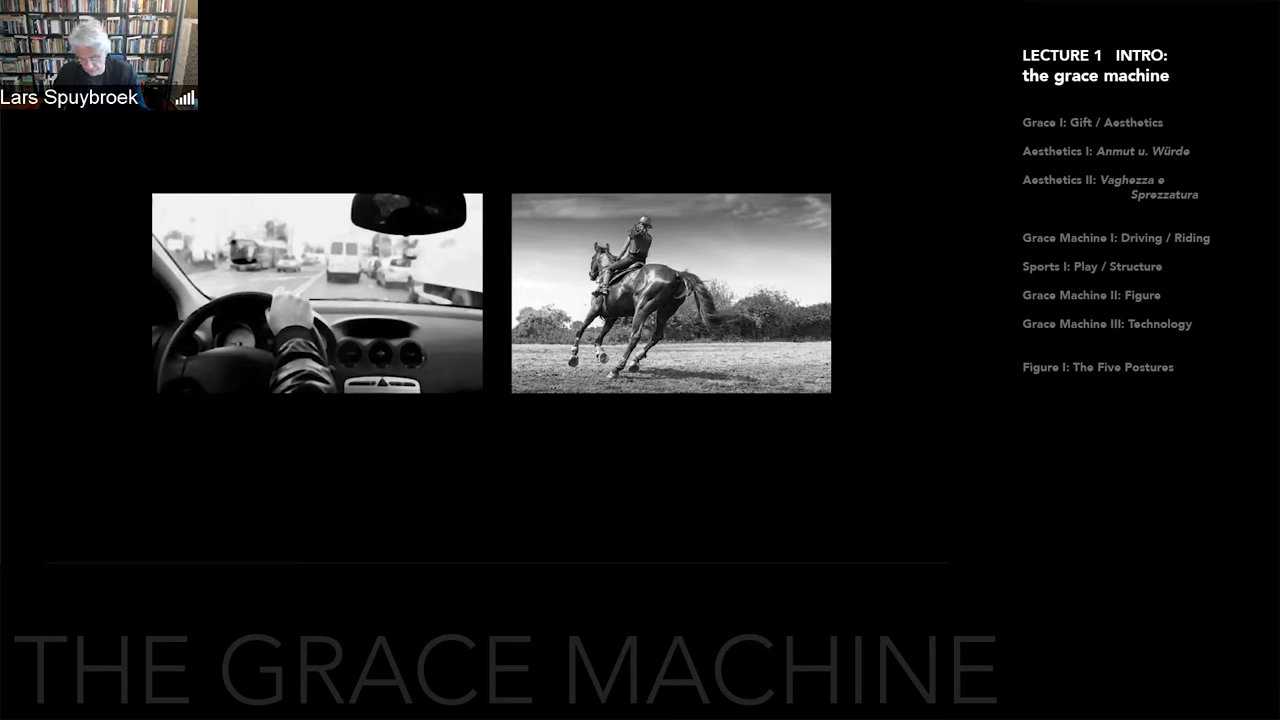 Lars Spuybroek
LECTURE 1 INTRO:
the grace machine
Grace I: Gift / Aesthetics
Aesthetics I: Anmut u. Würde
Aesthetics II: Vaghezza e
Sprezzatura
Grace Machine I: Driving / Riding
Sports I: Play / Structure
Grace Machine II: Figure
Grace Machine III: Technology
Figure I: The Five Postures
THE GRACE MACHINE